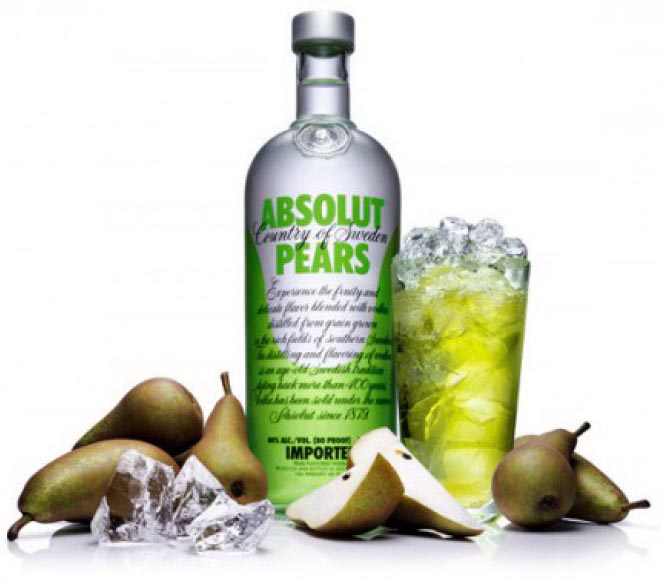 ABSOLUT
Country of Sweden
PEARS
Experience the fruity and
delicate flavor blended with vodka
distilled from grain grown
in the rich fields of southern Sweden
The distilling and flavoring of vodka
is an age-old Swedish tradition
dating back more than 400 years
Vodka has been sold under the name
Absolut since 1879.
40% ALC./VOL. (80 PROOF)
IMPORTED
PEAR FLAVORED VODKA